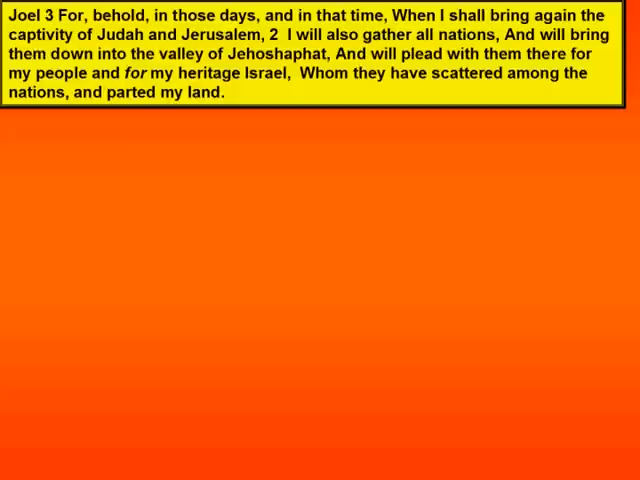 Joel 3 For, behold, in those days, and in that time, When I shall bring again the
captivity of Judah and Jerusalem, 2  I will also gather all nations, And will bring
them down into the valley of Jehoshaphat, And will plead with them there for
my people and for my heritage Israel,  Whom they have scattered among the
nations, and parted my land.